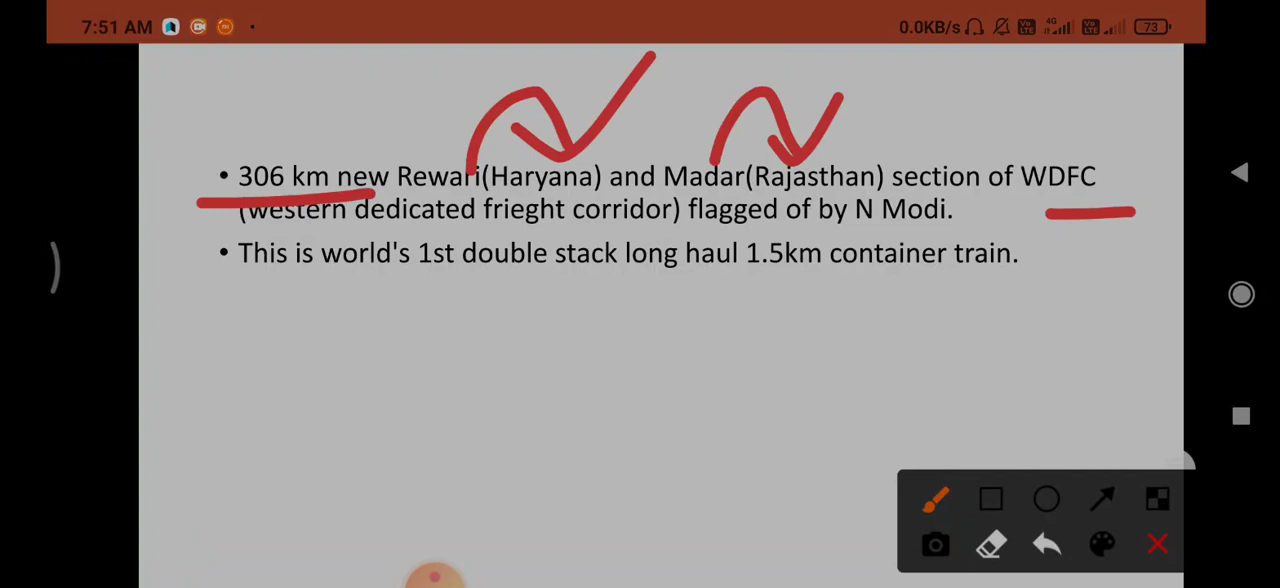 7:51 AM
0.0KB/s 4G 73
• 306 km new Rewari(Haryana) and Madar(Rajasthan) section of WDFC
(western dedicated frieght corridor) flagged of by N Modi.
• This is world's 1st double stack long haul 1.5km container train.